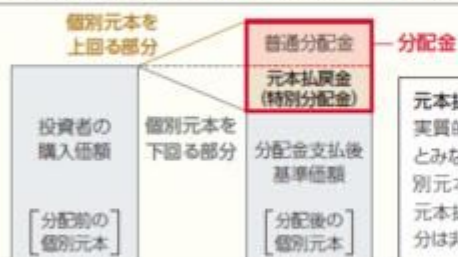 個別元本を
上回る部分
普通分配金
分配金
元本払戻金
(特別分配金)
投資者の
購入価額
個別元本を
下回る部分
分配金支払後
基準価額
[分配前の
個別元本]
[分配後の
個別元本]
元本払
実質的
とみな
別元本
元本払
分は非